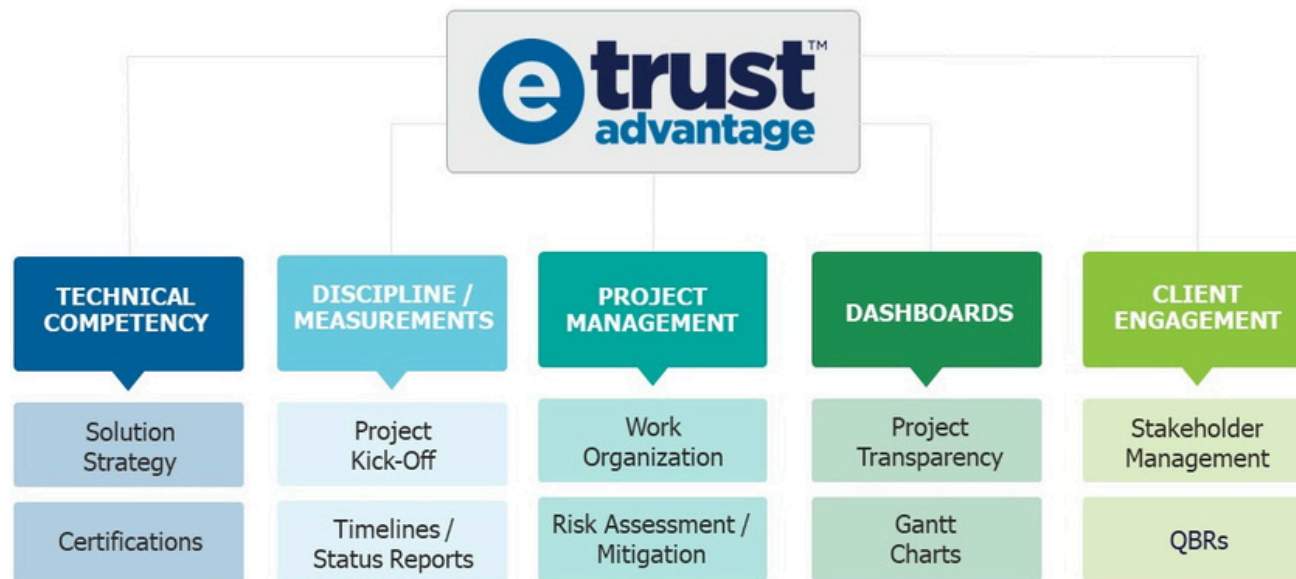 e trust™
advantage
TECHNICAL
COMPETENCY
Solution
Strategy
Certifications
DISCIPLINE /
MEASUREMENTS
Project
Kick-Off
Timelines /
Status Reports
PROJECT
MANAGEMENT
Work
Organization
Risk Assessment /
Mitigation
DASHBOARDS
Project
Transparency
Gantt
Charts
CLIENT
ENGAGEMENT
Stakeholder
Management
QBRs